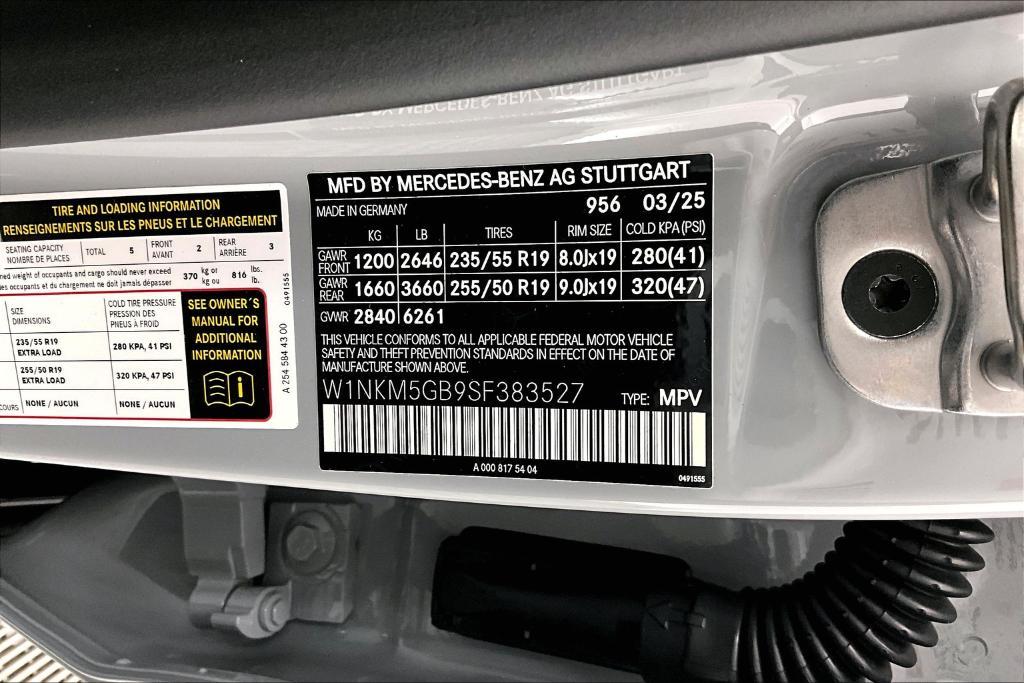 TIRE AND LOADING INFORMATION
RENSEIGNEMENTS SUR LES PNEUS ET LE CHARGEMENT
SEATING CAPACITY
NOMBRE DE PLACES
TOTAL 5
FRONT
AVANT
2
REAR
ARRIÈRE
3
weight of occupants and cargo should never exceed
occupants et du chargement ne doit jamais dépasser
370 kg or
kg ou
816 lbs.
lb.
SIZE
DIMENSIONS
COLD TIRE PRESSURE
PRESSION DES
PNEUS À FROID
235/55 R19
EXTRA LOAD
280 KPA, 41 PSI
255/50 R19
EXTRA LOAD
320 KPA, 47 PSI
NONE / AUCUN
NONE / AUCUN
SEE OWNER´S
MANUAL FOR
ADDITIONAL
INFORMATION
i
0491555
A 254 584 43 00
MFD BY MERCEDES-BENZ AG STUTTGART
MADE IN GERMANY 956 03/25
KG LB TIRES RIM SIZE COLD KPA(PSI)
GAWR
FRONT
1200 2646 235/55 R19 8.0Jx19 280(41)
GAWR
REAR
1660 3660 255/50 R19 9.0Jx19 320(47)
GVWR 2840 6261
THIS VEHICLE CONFORMS TO ALL APPLICABLE FEDERAL MOTOR VEHICLE
SAFETY AND THEFT PREVENTION STANDARDS IN EFFECT ON THE DATE OF
MANUFACTURE SHOWN ABOVE.
W1NKM5GB9SF383527 TYPE: MPV
A 000 817 54 04
0491555